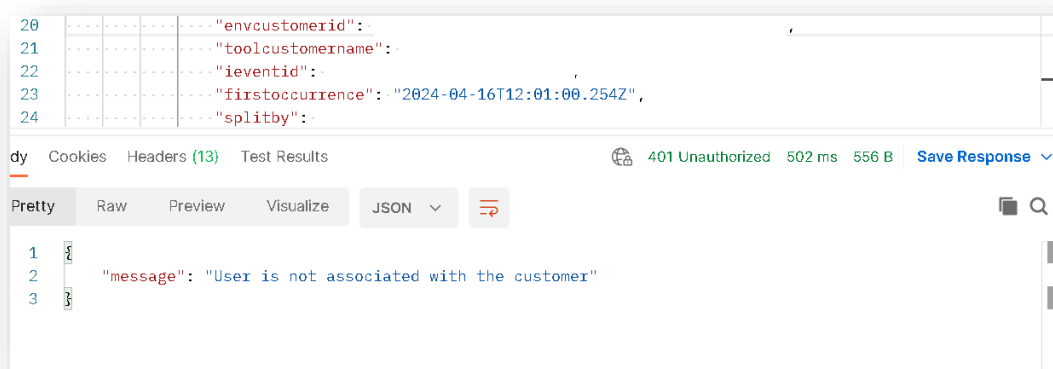 20 "envcustomerid": ,
21 "toolcustomername":
22 "ieventid": ,
23 "firstoccurrence": "2024-04-16T12:01:00.254Z",
24 "splitby":
dy Cookies Headers (13) Test Results 401 Unauthorized 502 ms 556 B Save Response
Pretty Raw Preview Visualize JSON
1 {
2 "message": "User is not associated with the customer"
3 }